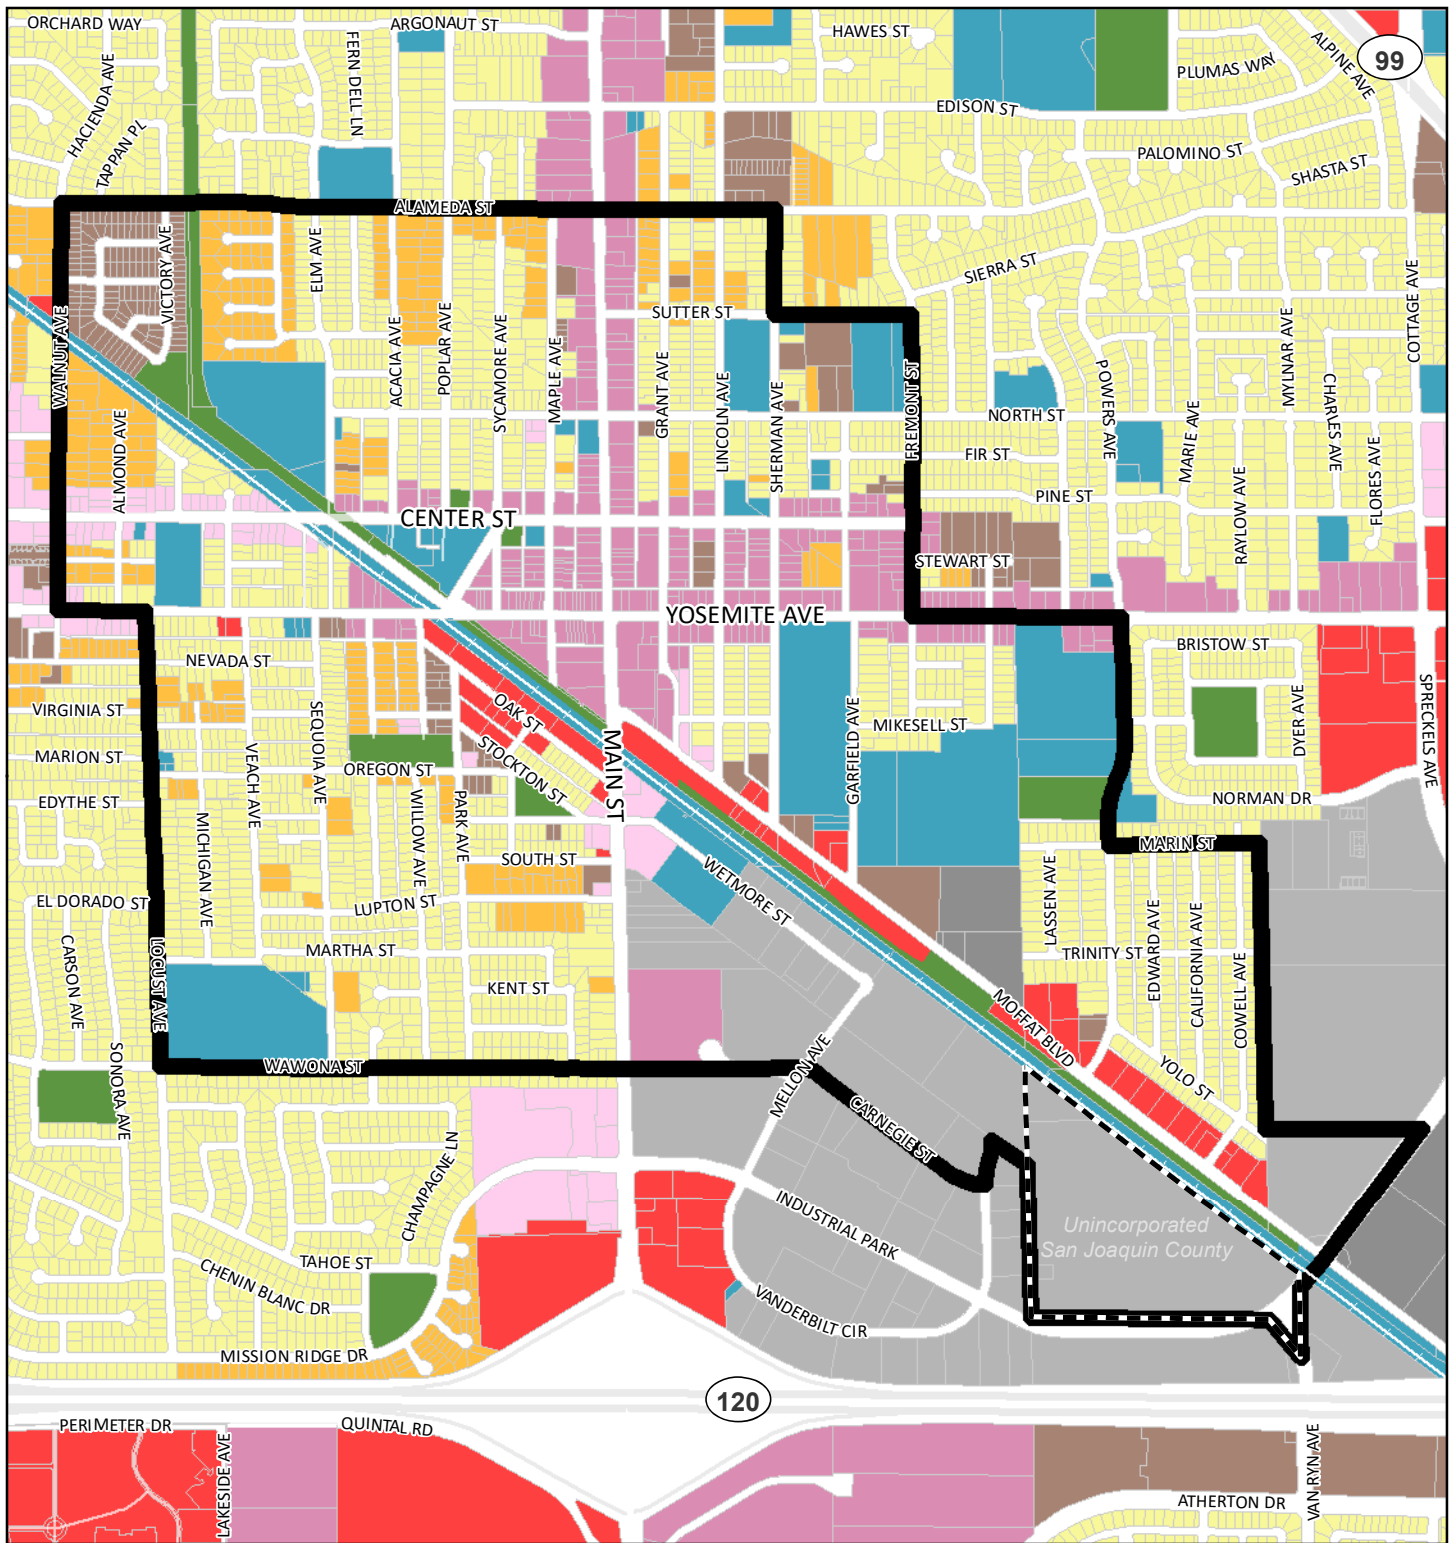 ORCHARD WAY
ARGONAUT ST
HAWES ST
ALPINE AVE
99
FERN DELL LN
HACIENDA AVE
PLUMAS WAY
EDISON ST
TAPPAN PL
PALOMINO ST
SHASTA ST
ALAMEDA ST
VICTORY AVE
ELM AVE
SIERRA ST
COTTAGE AVE
SUTTER ST
WALNUT AVE
ACACIA AVE
POPLAR AVE
SYCAMORE AVE
MAPLE AVE
GRANT AVE
LINCOLN AVE
SHERMAN AVE
FREMONT ST
POWERS AVE
MYLNAR AVE
CHARLES AVE
NORTH ST
MARIE AVE
ALMOND AVE
FIR ST
FLORES AVE
RAYLOW AVE
PINE ST
CENTER ST
STEWART ST
YOSEMITE AVE
BRISTOW ST
NEVADA ST
VIRGINIA ST
OAK ST
MIKESELL ST
DYER AVE
SPRECKELS AVE
SEQUOIA AVE
MARION ST
VEACH AVE
OREGON ST
STOCKTON ST
MAIN ST
GARFIELD AVE
EDYTHE ST
NORMAN DR
MICHIGAN AVE
WILLOW AVE
PARK AVE
MARIN ST
SOUTH ST
WETMORE ST
EL DORADO ST
LUPTON ST
LASSEN AVE
EDWARD AVE
CALIFORNIA AVE
CARSON AVE
LOCUST AVE
MARTHA ST
TRINITY ST
COWELL AVE
KENT ST
MOFFAT BLVD
WAWONA ST
MELLON AVE
YOLO ST
SONORA AVE
CARNEGIE ST
CHAMPAGNE LN
INDUSTRIAL PARK
Unincorporated
San Joaquin County
TAHOE ST
CHENIN BLANC DR
VANDERBILT CIR
MISSION RIDGE DR
120
PERIMETER DR
QUINTAL RD
LAKESIDE AVE
VAN RYN AVE
ATHERTON DR